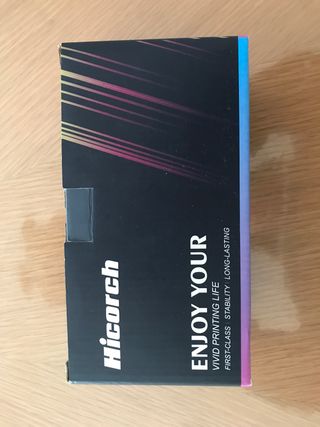 Hicorch
ENJOY YOUR
VIVID PRINTING LIFE
FIRST-CLASS STABILITY LONG-LASTING